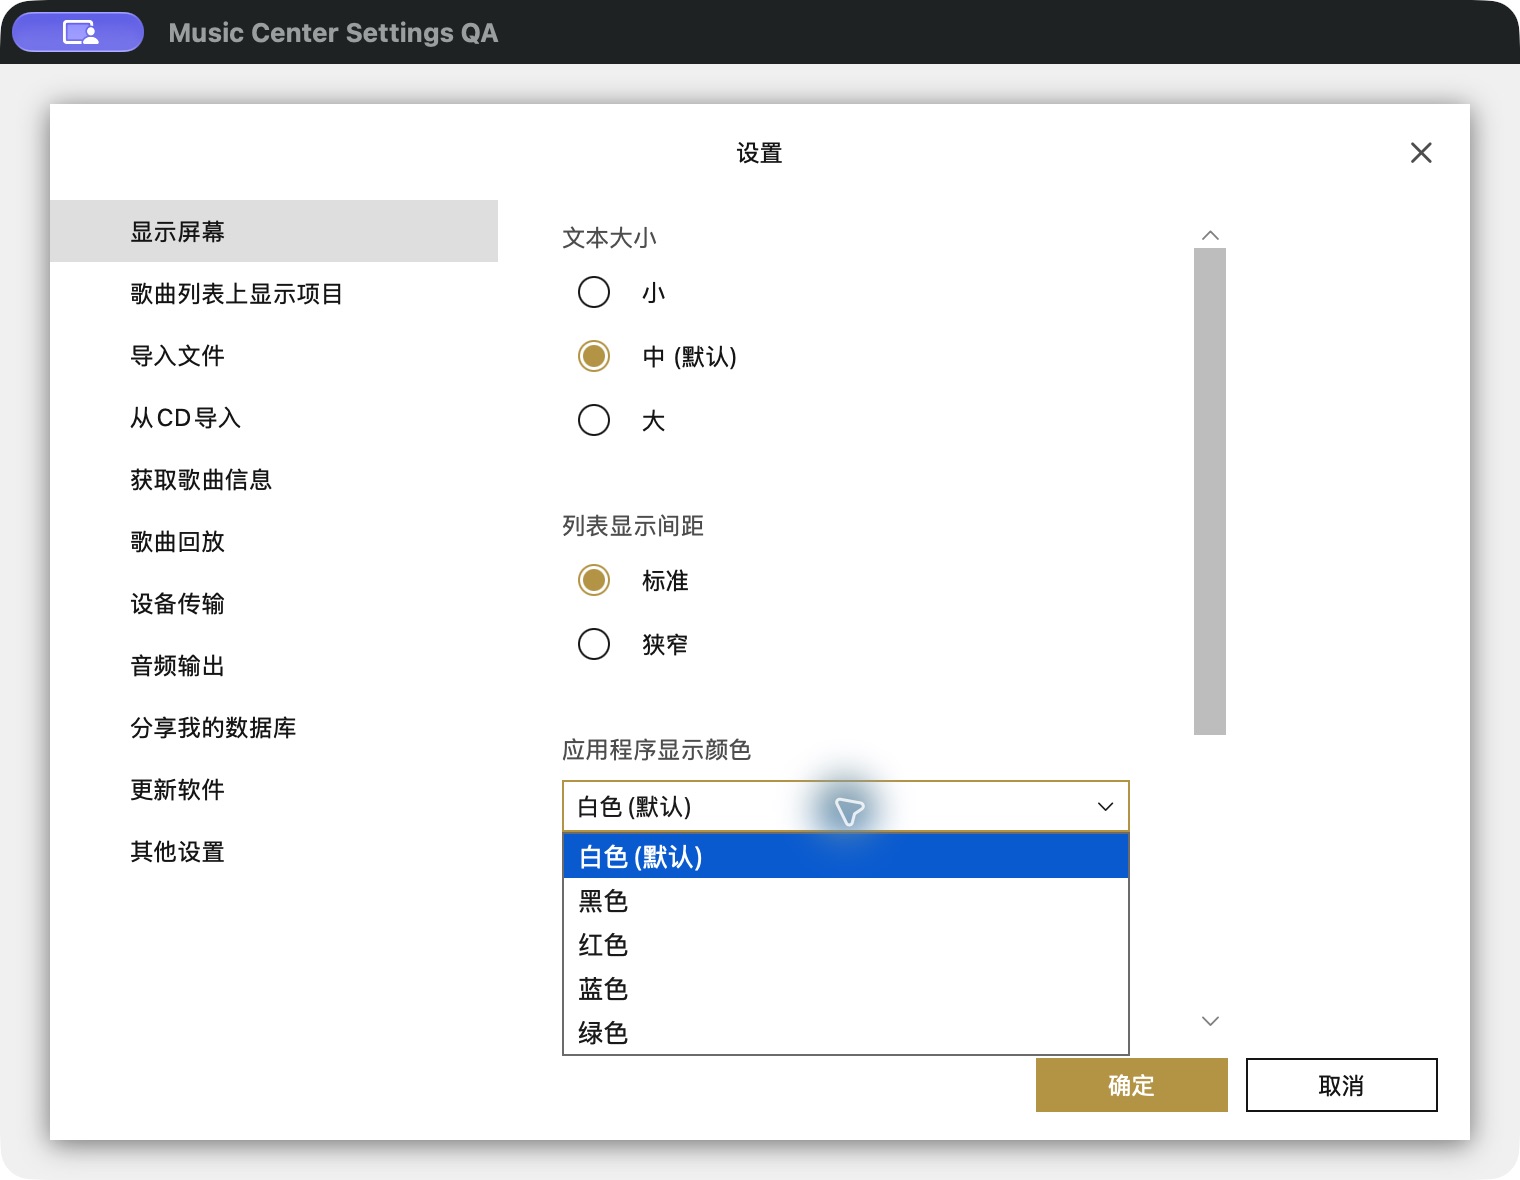 Music Center Settings QA
设置
显示屏幕
歌曲列表上显示项目
导入文件
从CD导入
获取歌曲信息
歌曲回放
设备传输
音频输出
分享我的数据库
更新软件
其他设置
文本大小
小
中 (默认)
大
列表显示间距
标准
狭窄
应用程序显示颜色
白色 (默认)
白色 (默认)
黑色
红色
蓝色
绿色
确定
取消